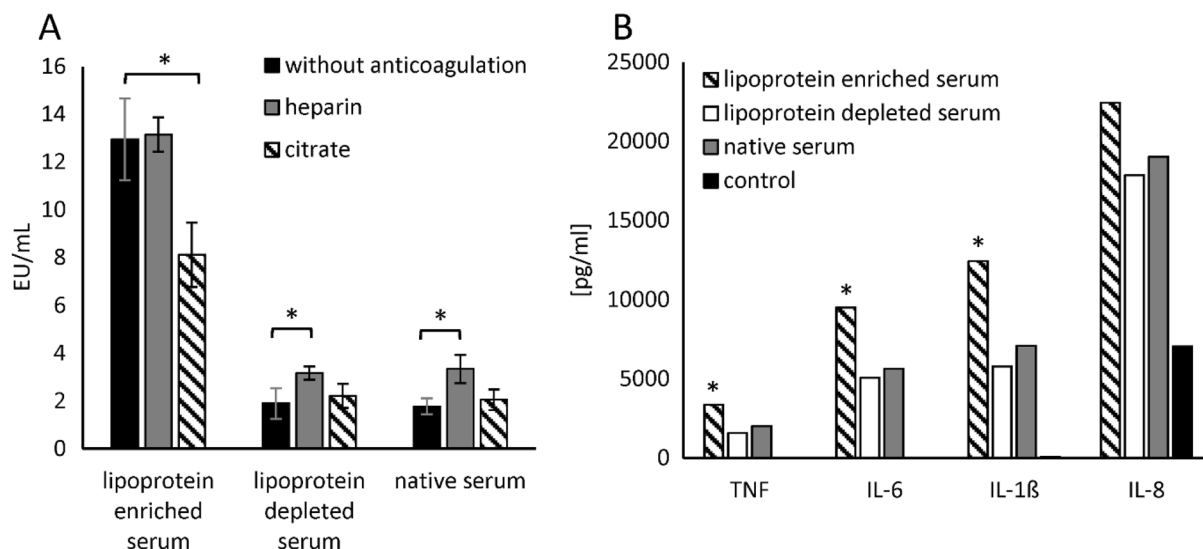 A
16
14
12
10
8
6
4
2
0
EU/mL
*
*
*
without anticoagulation
heparin
citrate
lipoprotein
enriched
serum
lipoprotein
depleted
serum
native serum
B
25000
20000
15000
10000
5000
0
[pg/ml]
lipoprotein enriched serum
lipoprotein depleted serum
native serum
control
*
*
*
TNF
IL-6
IL-1ß
IL-8